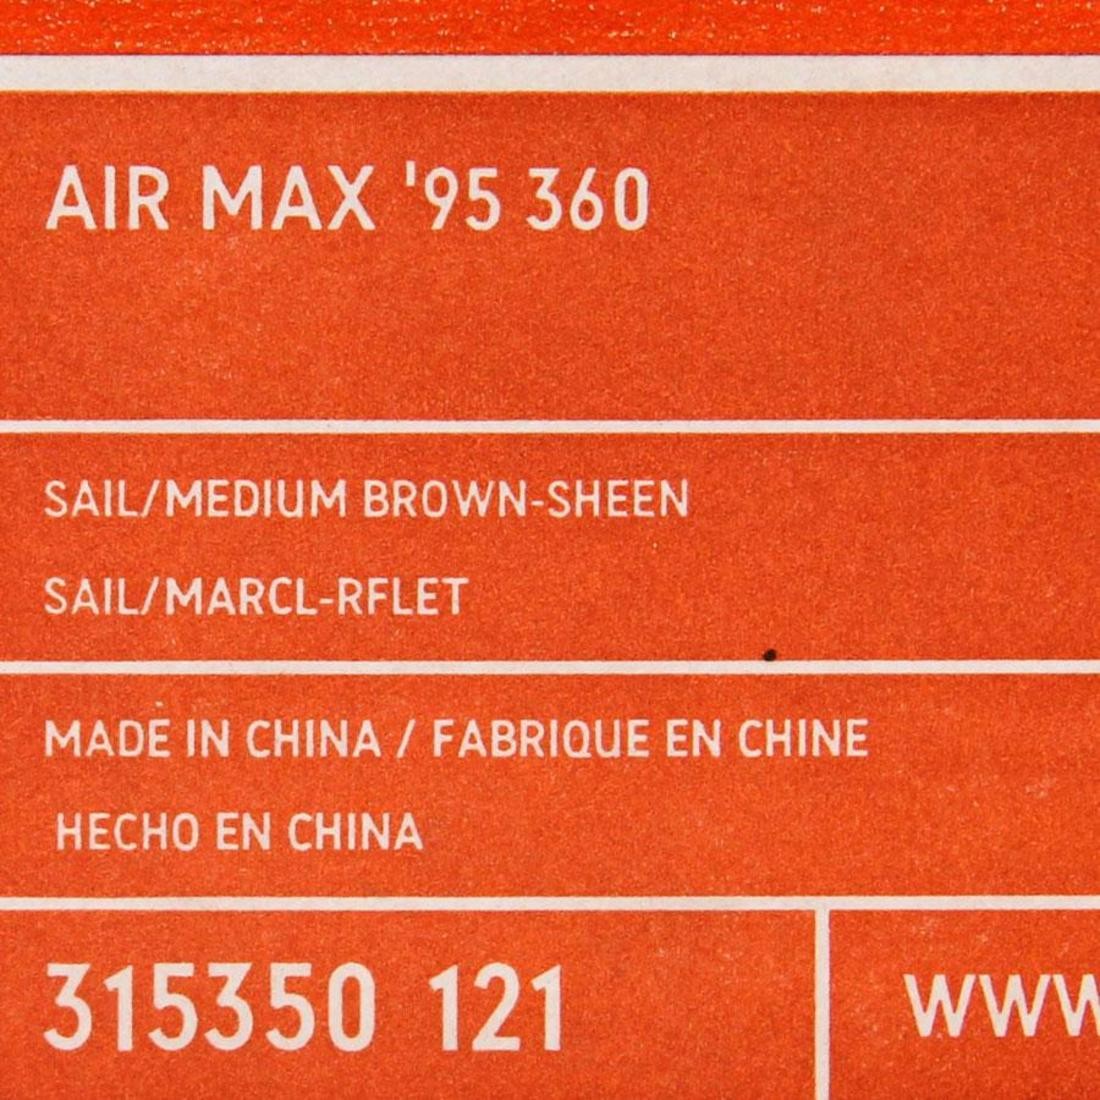 AIR MAX '95 360
SAIL/MEDIUM BROWN-SHEEN
SAIL/MARCL-RFLET
MADE IN CHINA / FABRIQUE EN CHINE
HECHO EN CHINA
315350 121
WWW